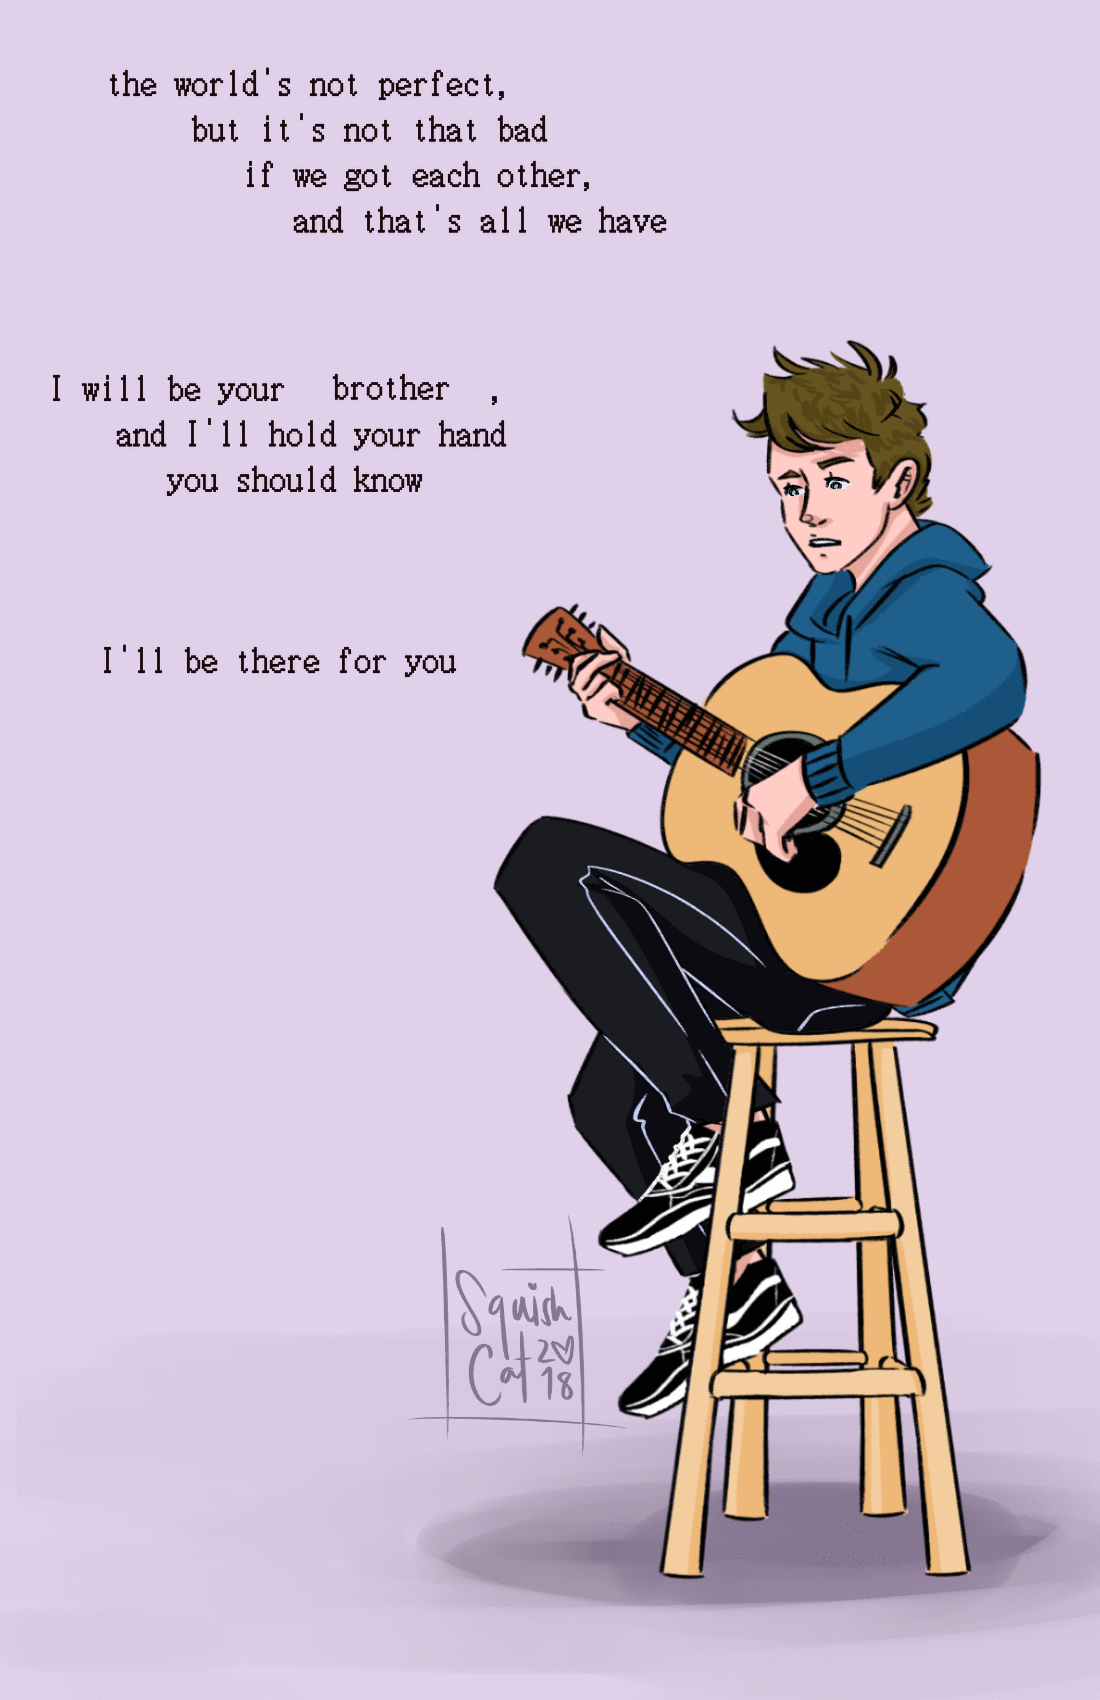 the world's not perfect,
but it's not that bad
if we got each other,
and that's all we have
I will be your brother ,
and I'll hold your hand
you should know
I'll be there for you
Squish
Cat 20
18